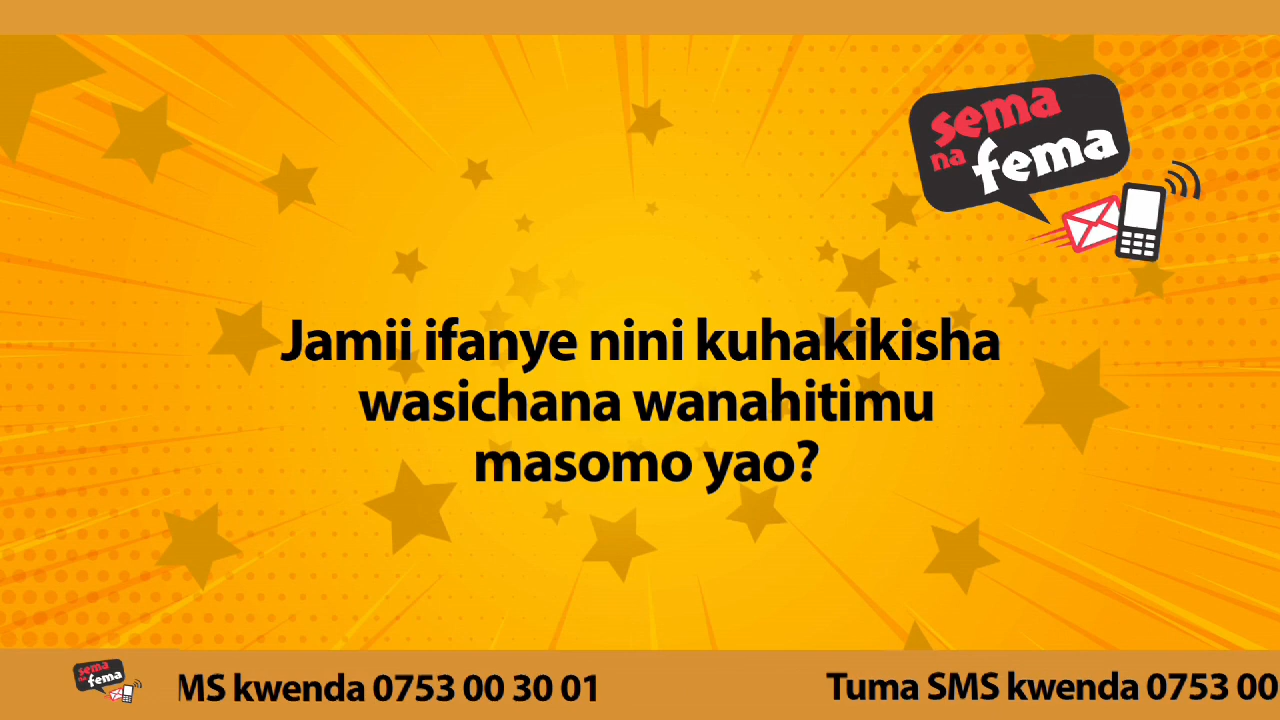 sema
na fema
Jamii ifanye nini kuhakikisha
wasichana wanahitimu
masomo yao?
sema
na fema
MS kwenda 0753 00 30 01
Tuma SMS kwenda 0753 00